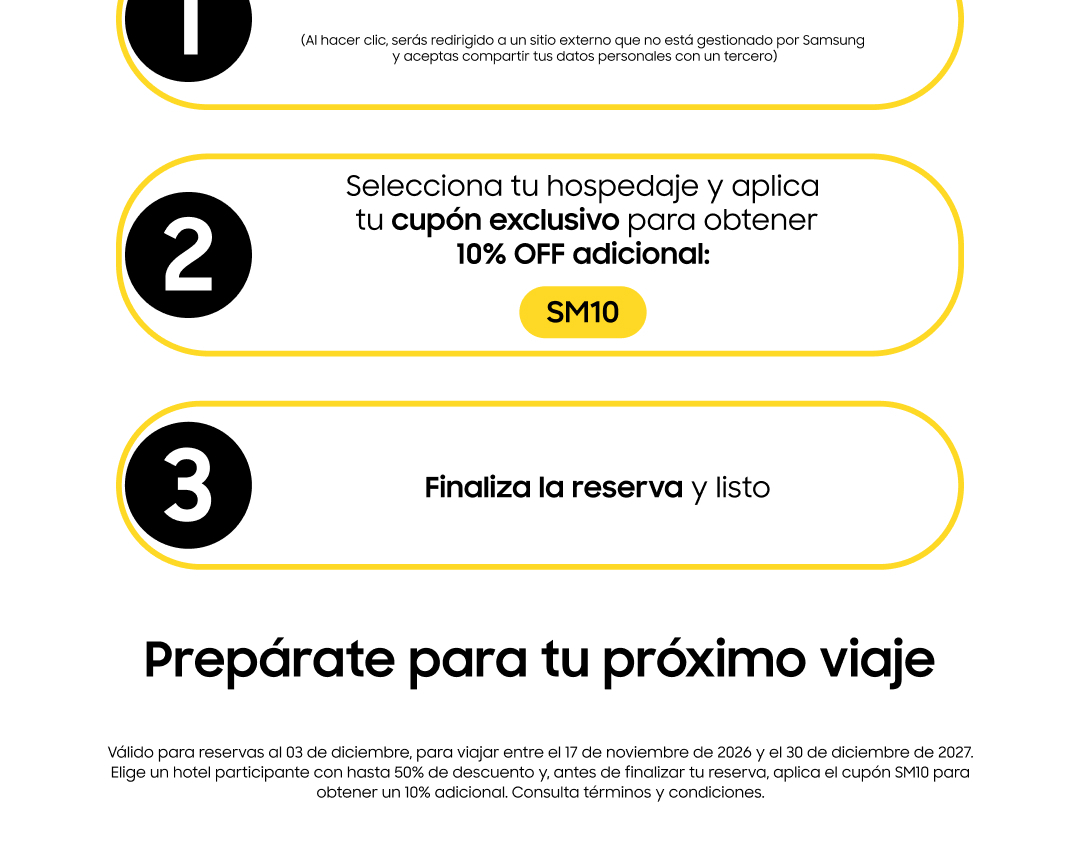 1
(Al hacer clic, serás redirigido a un sitio externo que no está gestionado por Samsung
y aceptas compartir tus datos personales con un tercero)
2
Selecciona tu hospedaje y aplica
tu cupón exclusivo para obtener
10% OFF adicional:
SM10
3
Finaliza la reserva y listo
Prepárate para tu próximo viaje
Válido para reservas al 03 de diciembre, para viajar entre el 17 de noviembre de 2026 y el 30 de diciembre de 2027.
Elige un hotel participante con hasta 50% de descuento y, antes de finalizar tu reserva, aplica el cupón SM10 para
obtener un 10% adicional. Consulta términos y condiciones.